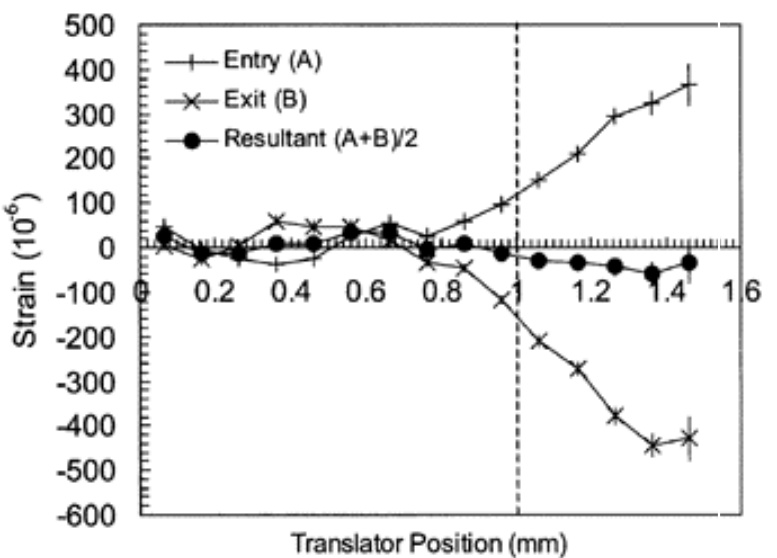 500
400
300
200
100
0
-100
-200
-300
-400
-500
-600
Strain (10-6)
Entry (A)
Exit (B)
Resultant (A+B)/2
0 0.2 0.4 0.6 0.8 1 1.2 1.4 1.6
Translator Position (mm)